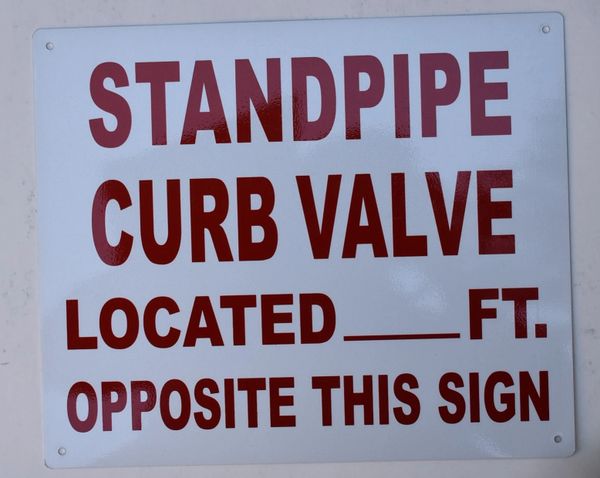 STANDPIPE
CURB VALVE
LOCATED____FT.
OPPOSITE THIS SIGN